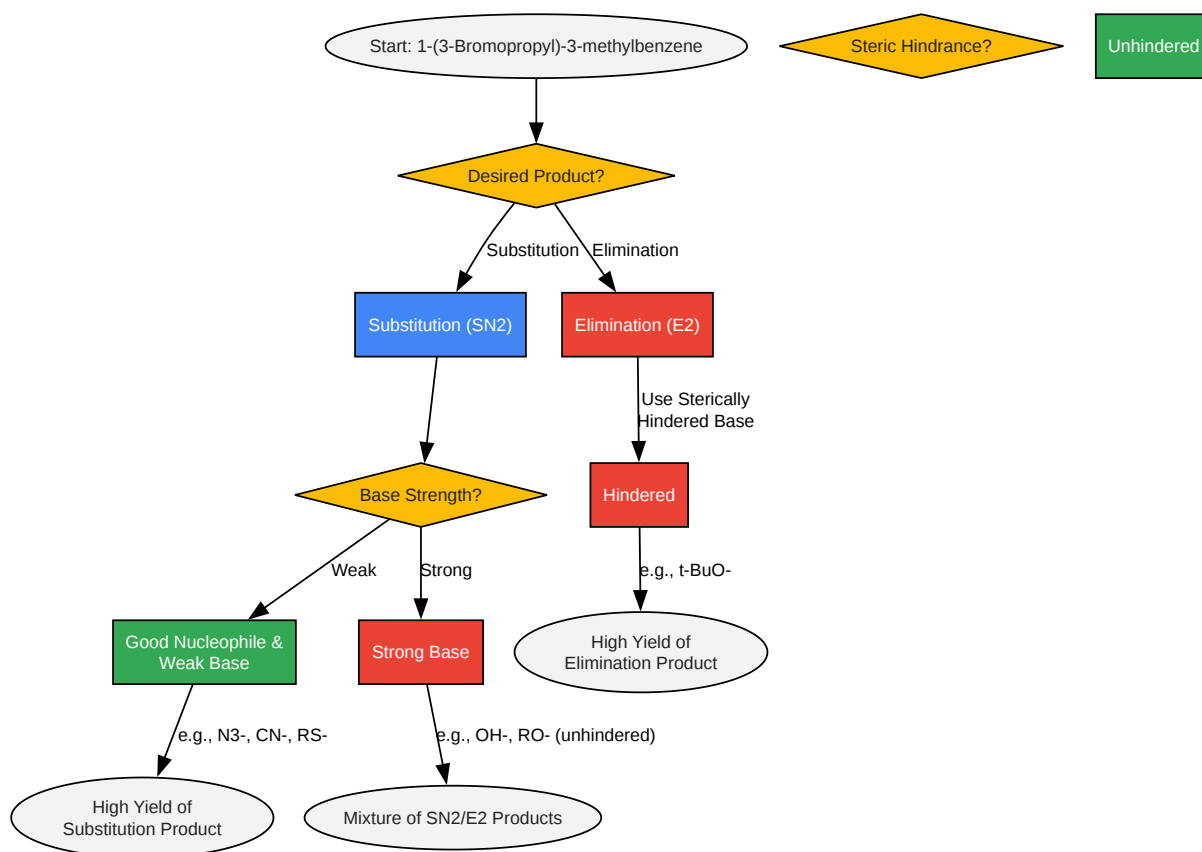 Start: 1-(3-Bromopropyl)-3-methylbenzene
Steric Hindrance?
Unhindered
Desired Product?
Substitution
Elimination
Substitution (SN2)
Elimination (E2)
Use Sterically
Hindered Base
Base Strength?
Hindered
Weak
Strong
e.g., t-BuO-
Good Nucleophile &
Weak Base
Strong Base
High Yield of
Elimination Product
e.g., N3-, CN-, RS-
e.g., OH-, RO- (unhindered)
High Yield of
Substitution Product
Mixture of SN2/E2 Products